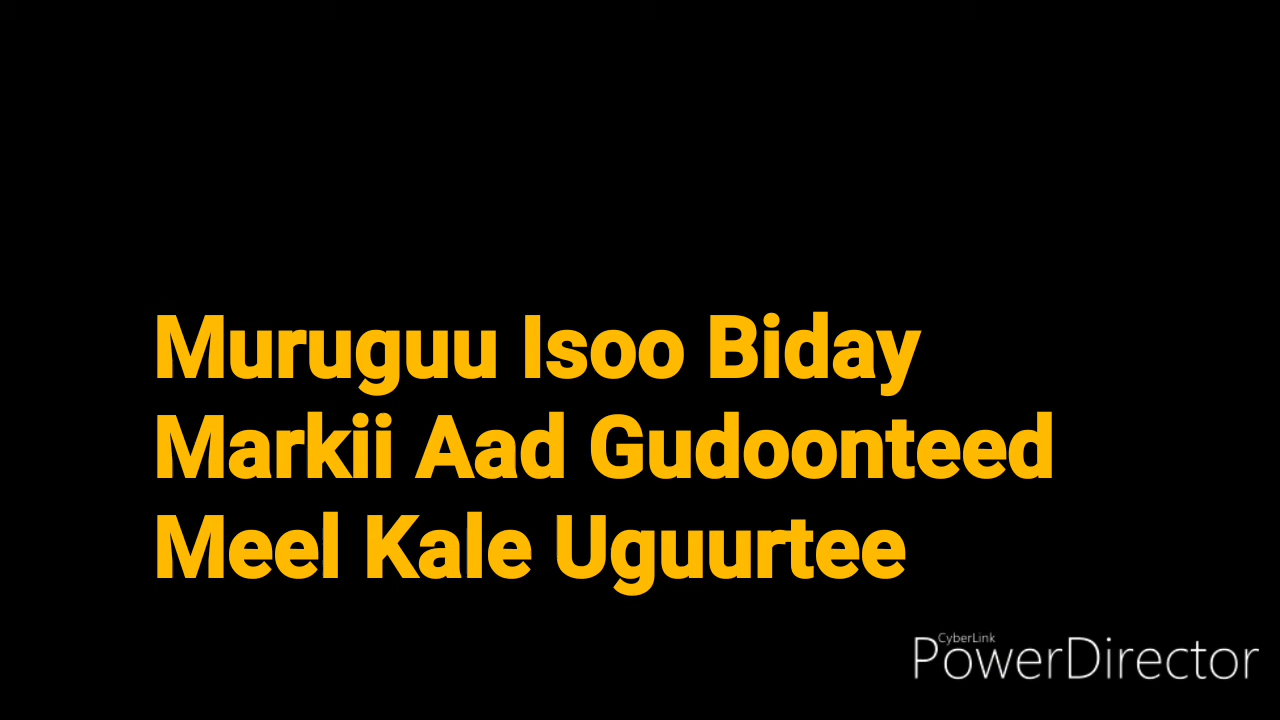 Muruguu Isoo Biday
Markii Aad Gudoonteed
Meel Kale Uguurtee
CyberLink
PowerDirector